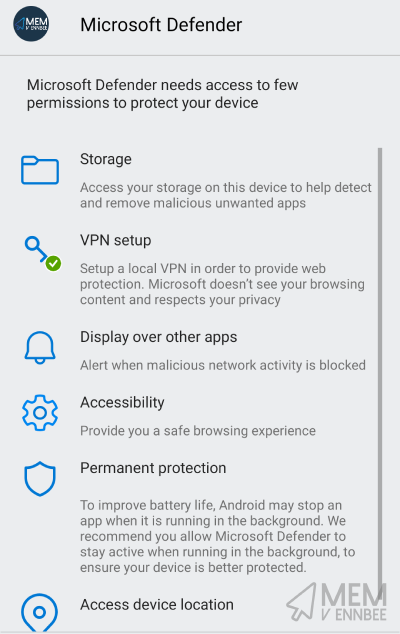 MEM
V ENNBEE
Microsoft Defender
Microsoft Defender needs access to few
permissions to protect your device
Storage
Access your storage on this device to help detect
and remove malicious unwanted apps
VPN setup
Setup a local VPN in order to provide web
protection. Microsoft doesn't see your browsing
content and respects your privacy
Display over other apps
Alert when malicious network activity is blocked
Accessibility
Provide you a safe browsing experience
Permanent protection
To improve battery life, Android may stop an
app when it is running in the background. We
recommend you allow Microsoft Defender to
stay active when running in the background, to
ensure your device is better protected.
Access device location
MEM
V ENNBEE